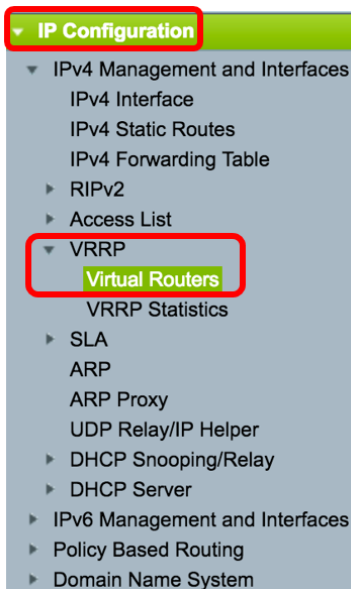 IP Configuration
IPv4 Management and Interfaces
IPv4 Interface
IPv4 Static Routes
IPv4 Forwarding Table
RIPv2
Access List
VRRP
Virtual Routers
VRRP Statistics
SLA
ARP
ARP Proxy
UDP Relay/IP Helper
DHCP Snooping/Relay
DHCP Server
IPv6 Management and Interfaces
Policy Based Routing
Domain Name System